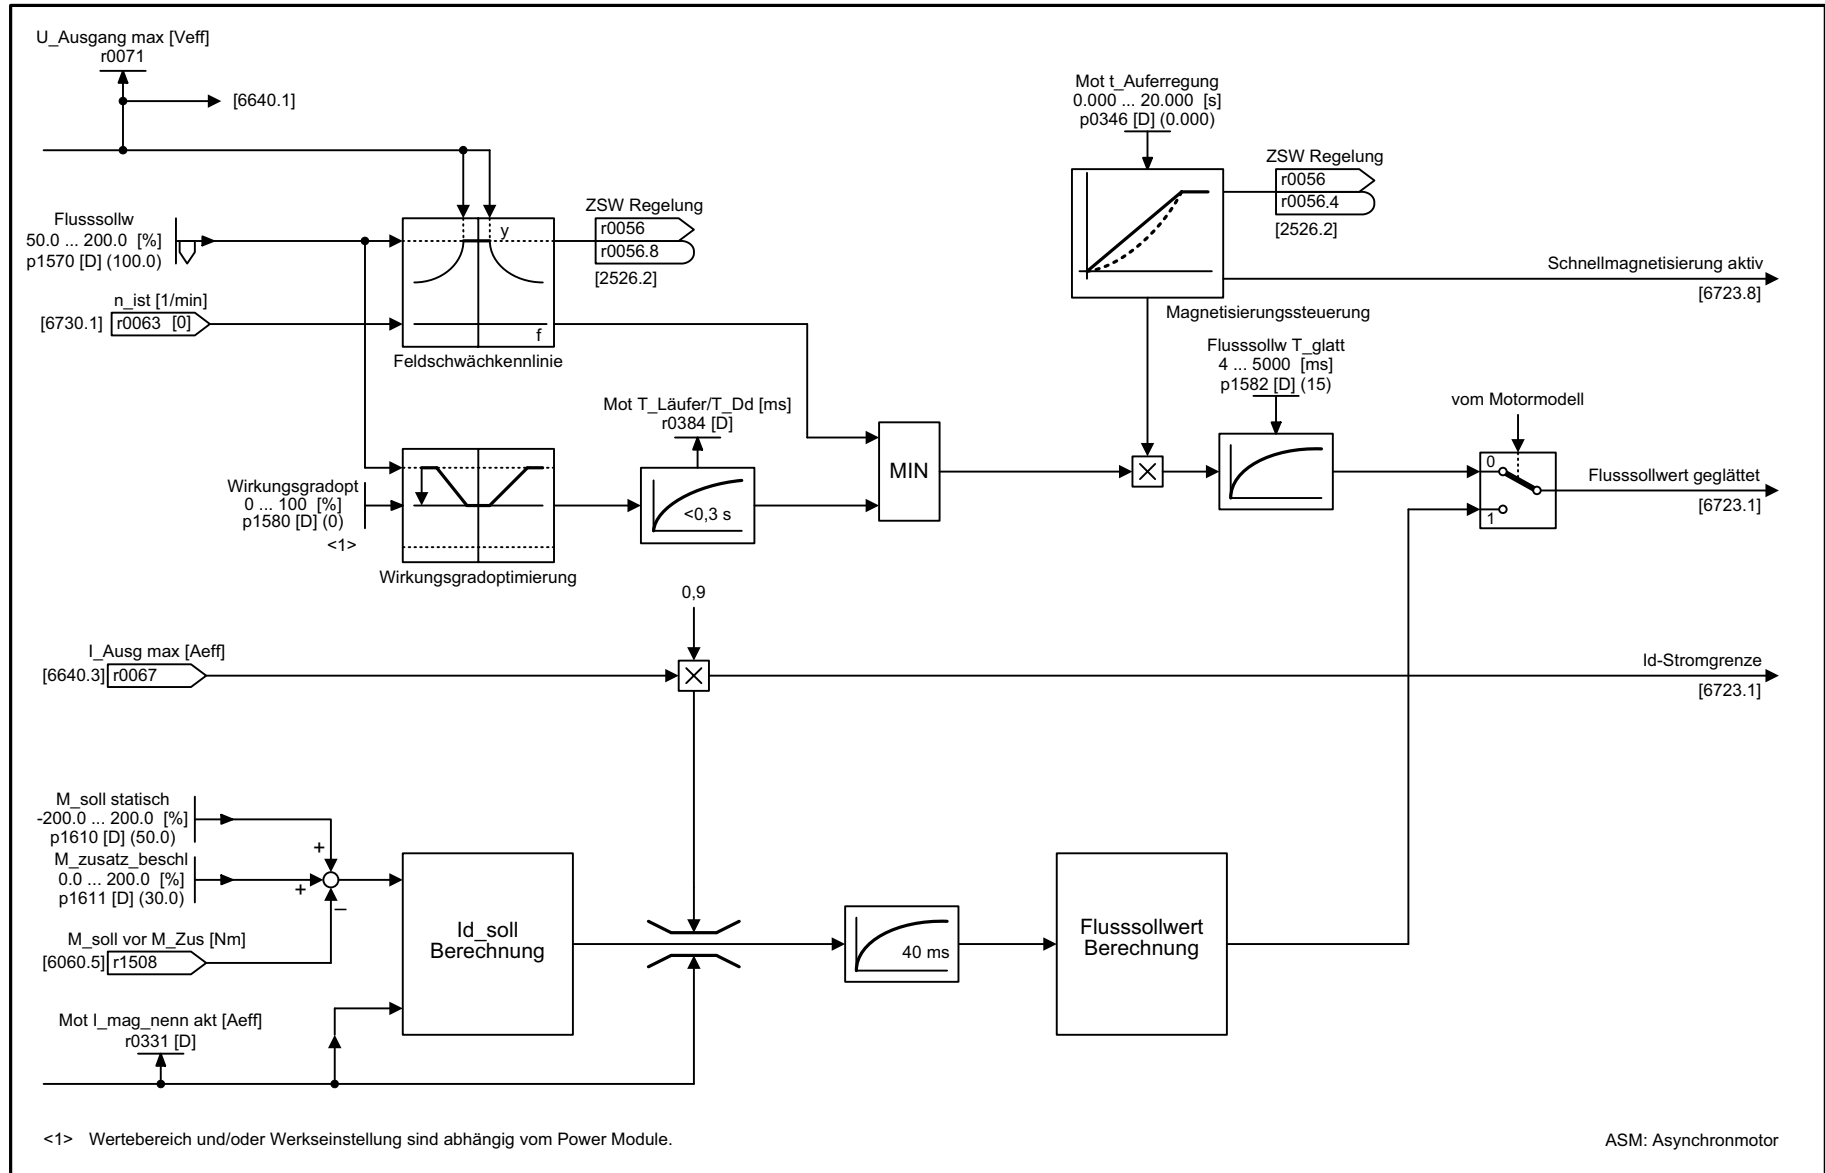 U_Ausgang max [Veff]
r0071
[6640.1]
Mot t_Auferregung
0.000 ... 20.000 [s]
p0346 [D] (0.000)
ZSW Regelung
r0056
r0056.4
[2526.2]
Flusssollw
50.0 ... 200.0 [%]
p1570 [D] (100.0)
y
f
ZSW Regelung
r0056
r0056.8
[2526.2]
Schnellmagnetisierung aktiv
[6723.8]
n_ist [1/min]
[6730.1] r0063 [0]
Feldschwächkennlinie
Magnetisierungssteuerung
Flusssollw T_glatt
4 ... 5000 [ms]
p1582 [D] (15)
Mot T_Läufer/T_Dd [ms]
r0384 [D]
<0,3 s
MIN
vom Motormodell
0
1
Flusssollwert geglättet
[6723.1]
Wirkungsgradopt
0 ... 100 [%]
p1580 [D] (0)
<1>
Wirkungsgradoptimierung
0,9
I_Ausg max [Aeff]
[6640.3] r0067
Id-Stromgrenze
[6723.1]
M_soll statisch
-200.0 ... 200.0 [%]
p1610 [D] (50.0)
+
M_zusatz_beschl
0.0 ... 200.0 [%]
p1611 [D] (30.0)
+
–
M_soll vor M_Zus [Nm]
[6060.5] r1508
Id_soll
Berechnung
40 ms
Flusssollwert
Berechnung
Mot I_mag_nenn akt [Aeff]
r0331 [D]
<1> Wertebereich und/oder Werkseinstellung sind abhängig vom Power Module.
ASM: Asynchronmotor